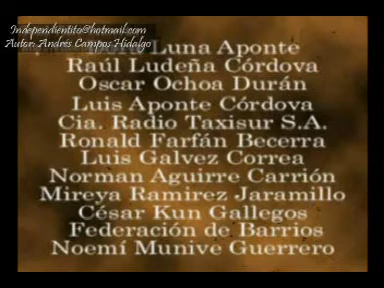 Independientito@hotmail.com
Autor: Andrés Campos Hidalgo
Luna Aponte
Raúl Ludeña Córdova
Oscar Ochoa Durán
Luis Aponte Córdova
Cia. Radio Taxisur S.A.
Ronald Farfán Becerra
Luis Galvez Correa
Norman Aguirre Carrión
Mireya Ramirez Jaramillo
César Kun Gallegos
Federación de Barrios
Noemí Munive Guerrero